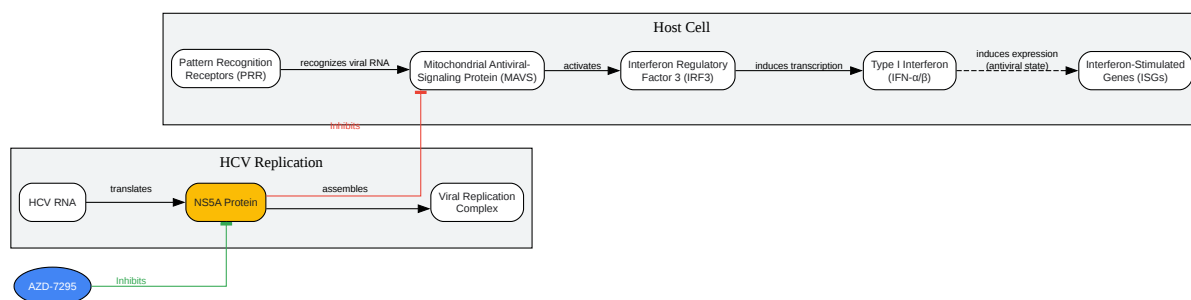 Host Cell
Pattern Recognition
Receptors (PRR)
recognizes viral RNA
Mitochondrial Antiviral-
Signaling Protein (MAVS)
activates
Interferon Regulatory
Factor 3 (IRF3)
induces transcription
Type I Interferon
(IFN-α/β)
induces expression
(antiviral state)
Interferon-Stimulated
Genes (ISGs)
Inhibits
HCV Replication
HCV RNA
translates
NS5A Protein
assembles
Viral Replication
Complex
AZD-7295
Inhibits